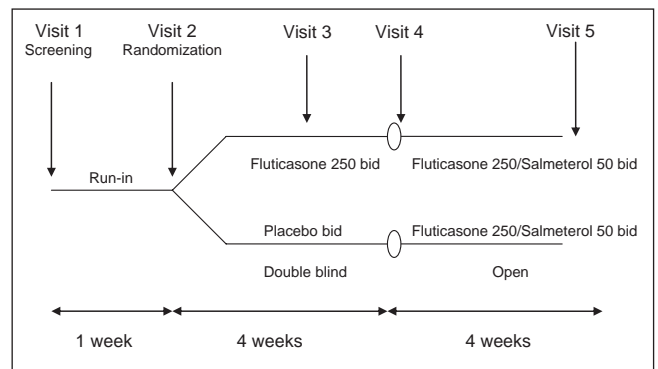 Visit 1
Screening
Visit 2
Randomization
Visit 3
Visit 4
Visit 5
Run-in
Fluticasone 250 bid
Fluticasone 250/Salmeterol 50 bid
Placebo bid
Fluticasone 250/Salmeterol 50 bid
Double blind
Open
1 week
4 weeks
4 weeks